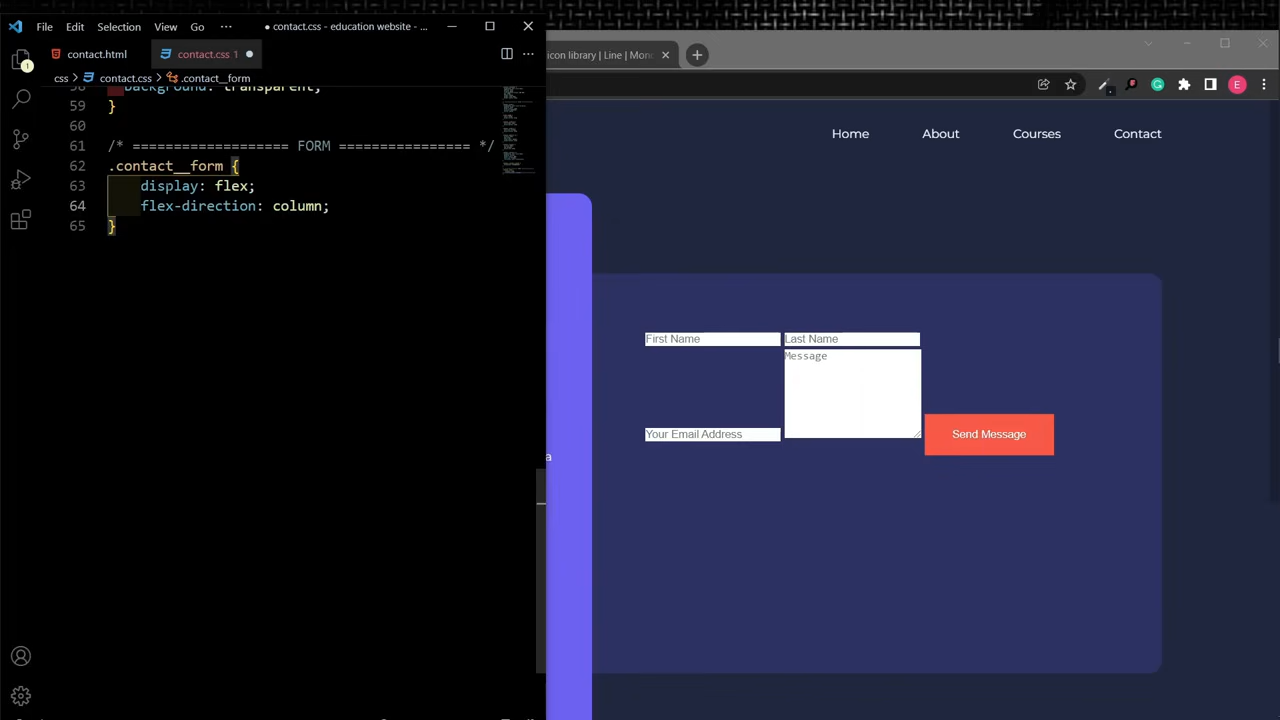 File Edit Selection View Go ··· ● contact.css - education website - ...
contact.html
contact.css 1 ●
css > contact.css > .contact__form
icon library | Line | Mono
background: transparent;
59 }
60
61 /* =================== FORM ================ */
62 .contact__form {
63 display: flex;
64 flex-direction: column;
65 }
1
E
Home About Courses Contact
First Name
Last Name
Message
Your Email Address
Send Message
a